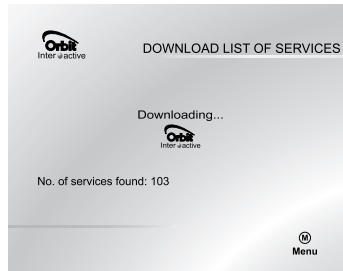 Orbit
Inter active
DOWNLOAD LIST OF SERVICES
Downloading...
Orbit
Inter active
No. of services found: 103
M
Menu